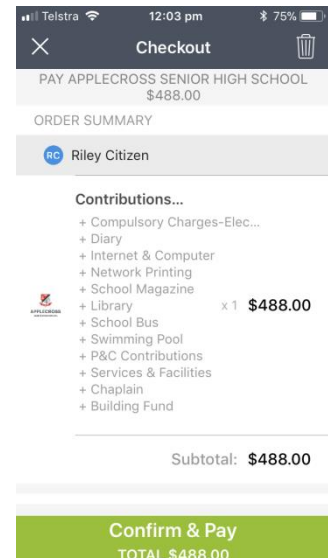 Telstra 12:03 pm 75%
Checkout
PAY APPLECROSS SENIOR HIGH SCHOOL
$488.00
ORDER SUMMARY
RC Riley Citizen
Contributions...
+ Compulsory Charges-Elec...
+ Diary
+ Internet & Computer
+ Network Printing
+ School Magazine
APPLECROSS + Library x 1 $488.00
+ School Bus
+ Swimming Pool
+ P&C Contributions
+ Services & Facilities
+ Chaplain
+ Building Fund
Subtotal: $488.00
Confirm & Pay
TOTAL $488.00